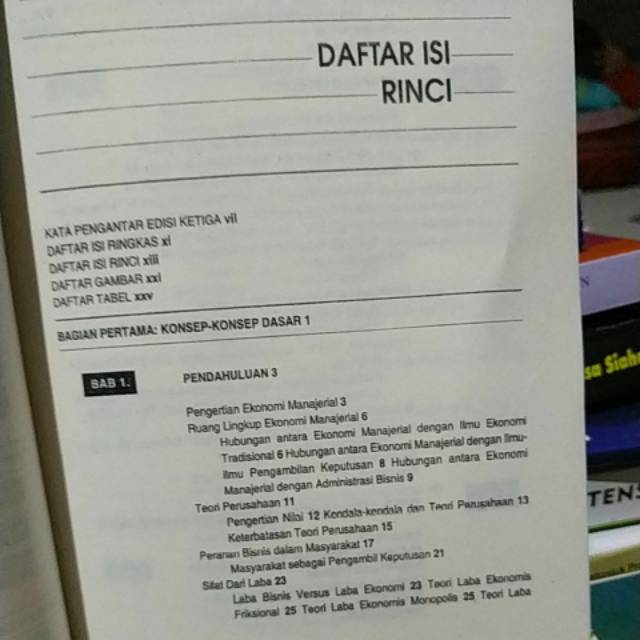 DAFTAR ISI
RINCI
KATA PENGANTAR EDISI KETIGA vii
DAFTAR ISI RINGKAS xi
DAFTAR ISI RINCI xiii
DAFTAR GAMBAR xxi
DAFTAR TABEL xxv
BAGIAN PERTAMA: KONSEP-KONSEP DASAR 1
BAB 1.
PENDAHULUAN 3
Pengertian Ekonomi Manajerial 3
Ruang Lingkup Ekonomi Manajerial 6
Hubungan antara Ekonomi Manajerial dengan Ilmu Ekonomi
Tradisional 6 Hubungan antara Ekonomi Manajerial dengan Ilmu-
Ilmu Pengambilan Keputusan 8 Hubungan antara Ekonomi
Manajerial dengan Administrasi Bisnis 9
Teori Perusahaan 11
Pengertian Nilai 12 Kendala-kendala dan Teori Perusahaan 13
Keterbatasan Teori Perusahaan 15
Peranan Bisnis dalam Masyarakat 17
Masyarakat sebagai Pengambil Keputusan 21
Sifat Dari Laba 23
Laba Bisnis Versus Laba Ekonomi 23 Teori Laba Ekonomis
Friksional 25 Teori Laba Ekonomis Monopolis 25 Teori Laba
sa Siah
TENS